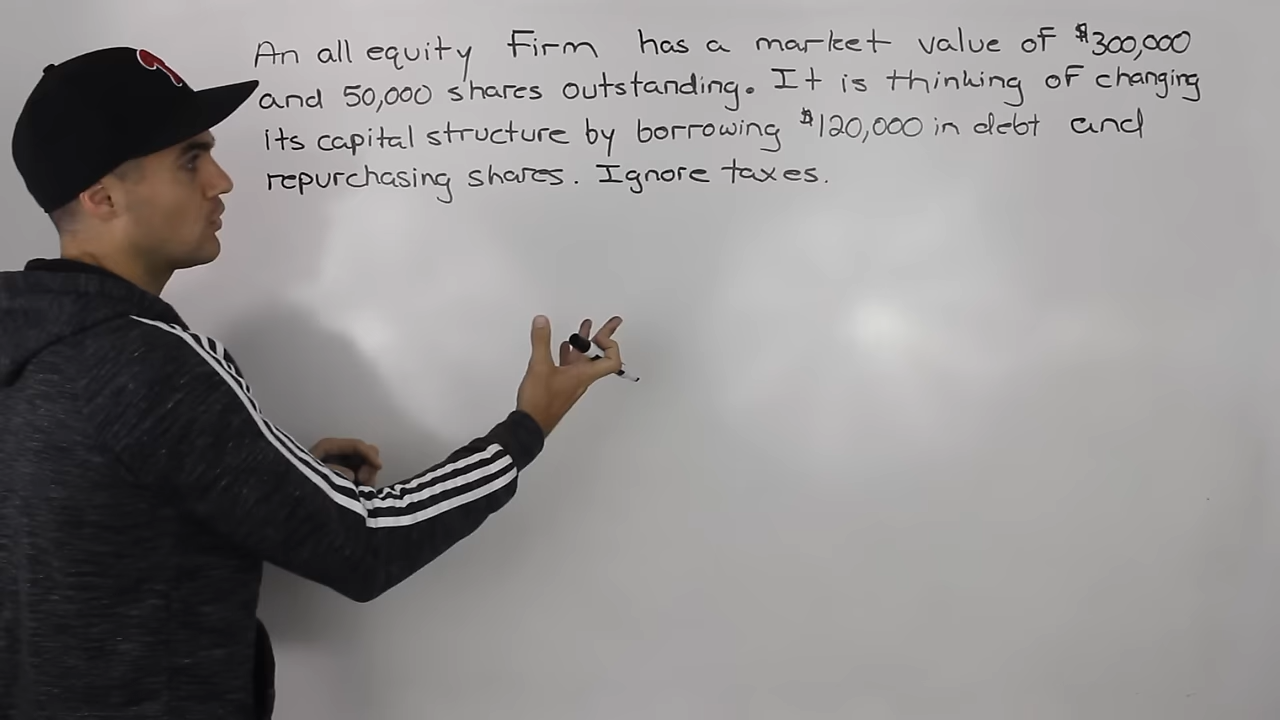 An all equity firm has a market value of $300,000
and 50,000 shares outstanding. It is thinking of changing
its capital structure by borrowing $120,000 in debt and
repurchasing shares. Ignore taxes.